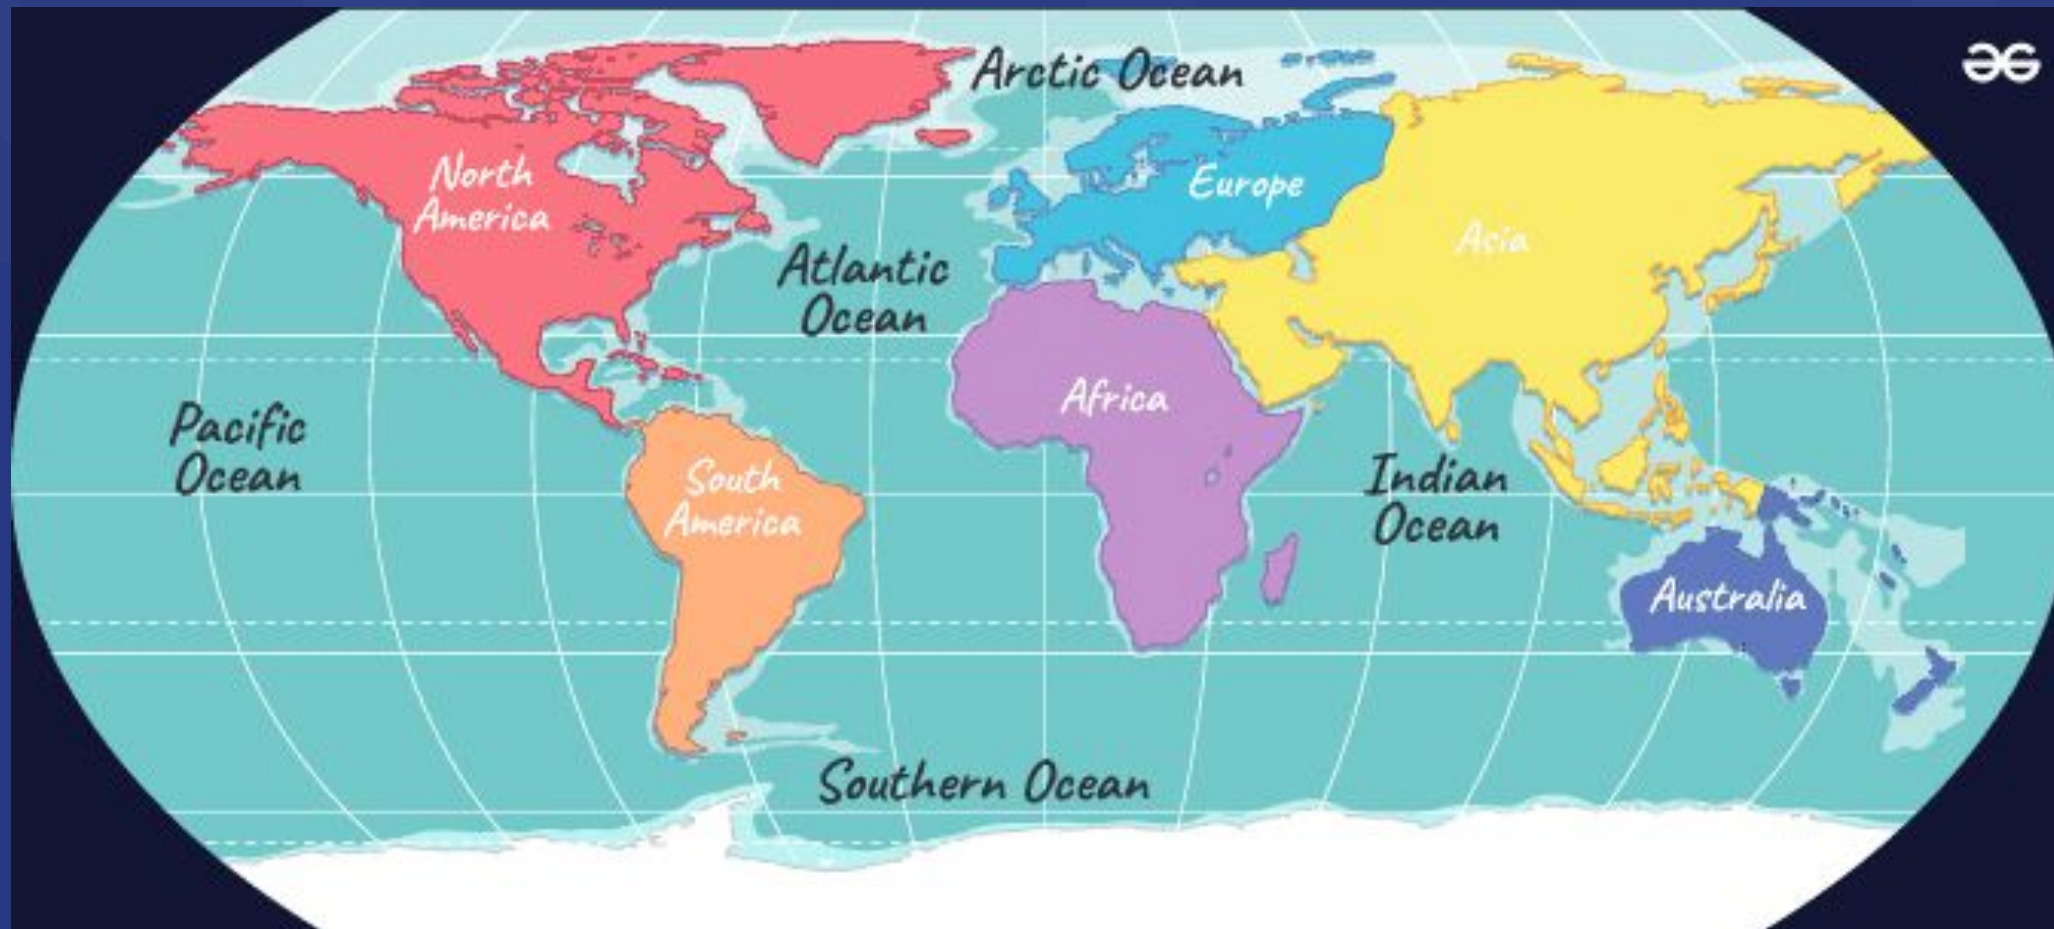 Arctic Ocean
North
America
Europe
Asia
Atlantic
Ocean
Africa
Pacific
Ocean
South
America
Indian
Ocean
Australia
Southern Ocean